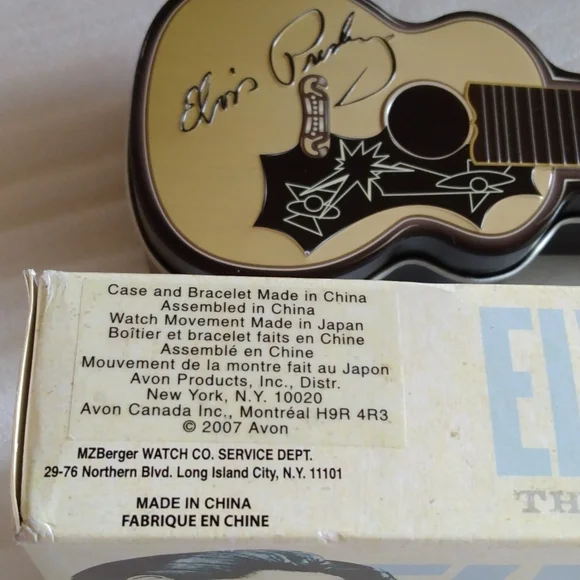 Elvis Presley
Case and Bracelet Made in China
Assembled in China
Watch Movement Made in Japan
Boîtier et bracelet faits en Chine
Assemblé en Chine
Mouvement de la montre fait au Japon
Avon Products, Inc., Distr.
New York, N.Y. 10020
Avon Canada Inc., Montréal H9R 4R3
© 2007 Avon
MZBerger WATCH CO. SERVICE DEPT.
29-76 Northern Blvd. Long Island City, N.Y. 11101
MADE IN CHINA
FABRIQUE EN CHINE
EL
TH